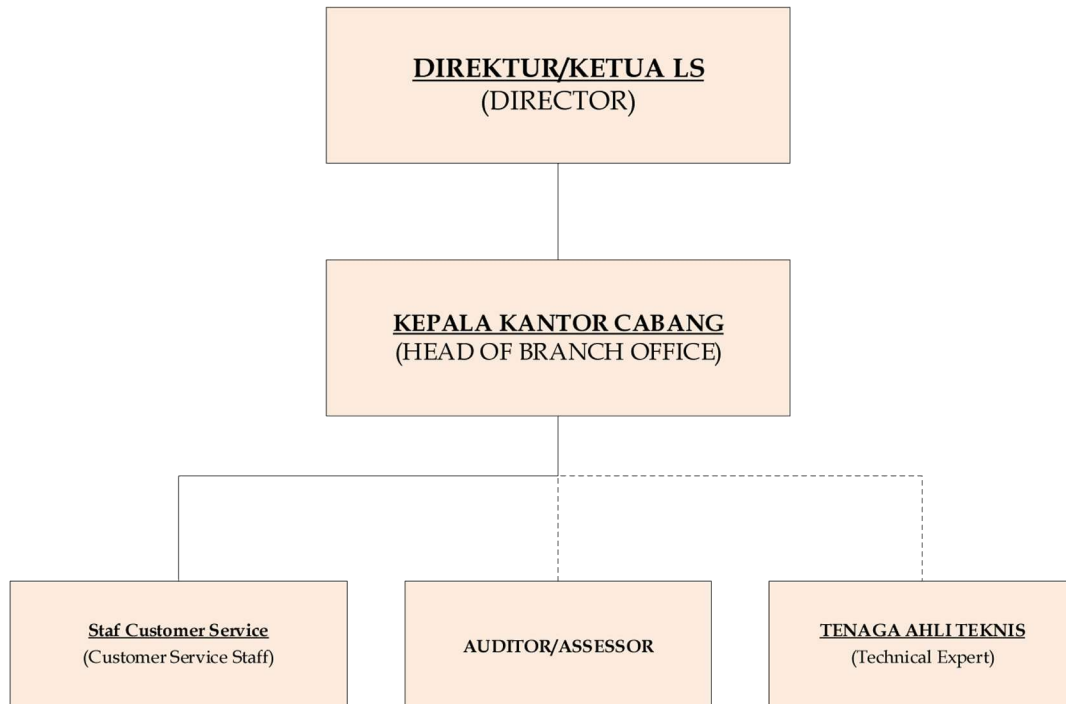 DIREKTUR/KETUA LS
(DIRECTOR)
KEPALA KANTOR CABANG
(HEAD OF BRANCH OFFICE)
Staf Customer Service
(Customer Service Staff)
AUDITOR/ASSESSOR
TENAGA AHLI TEKNIS
(Technical Expert)